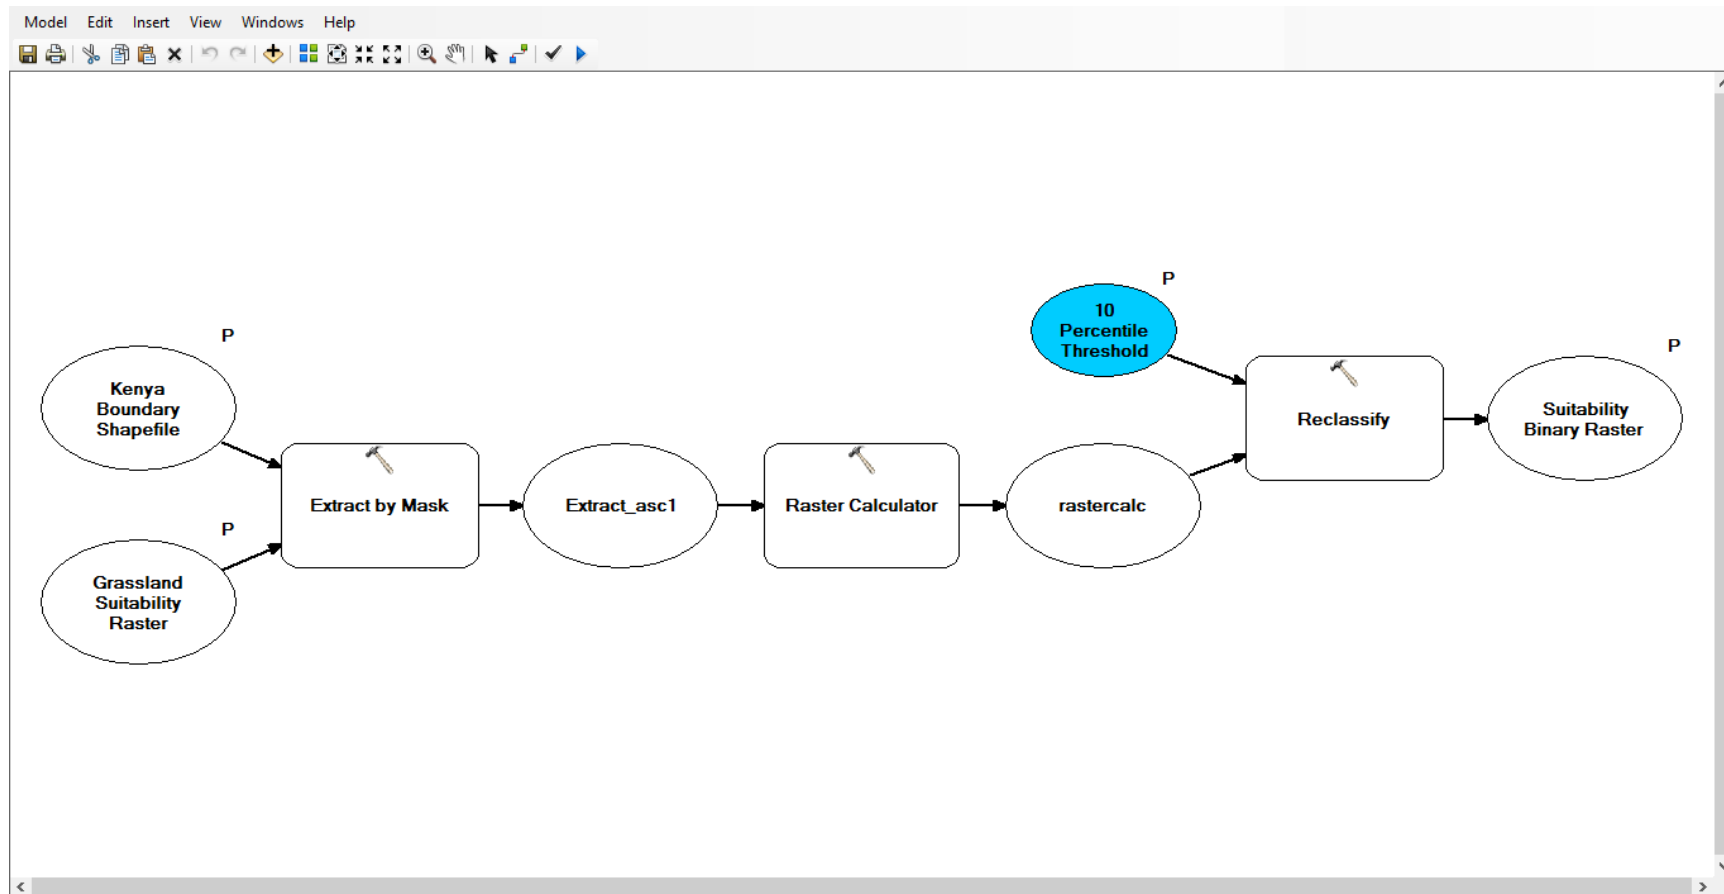 Model Edit Insert View Windows Help
P
10
Percentile
Threshold
P
Kenya
Boundary
Shapefile
P
Suitability
Binary Raster
Reclassify
Extract by Mask
Extract_asc1
Raster Calculator
rastercalc
P
Grassland
Suitability
Raster